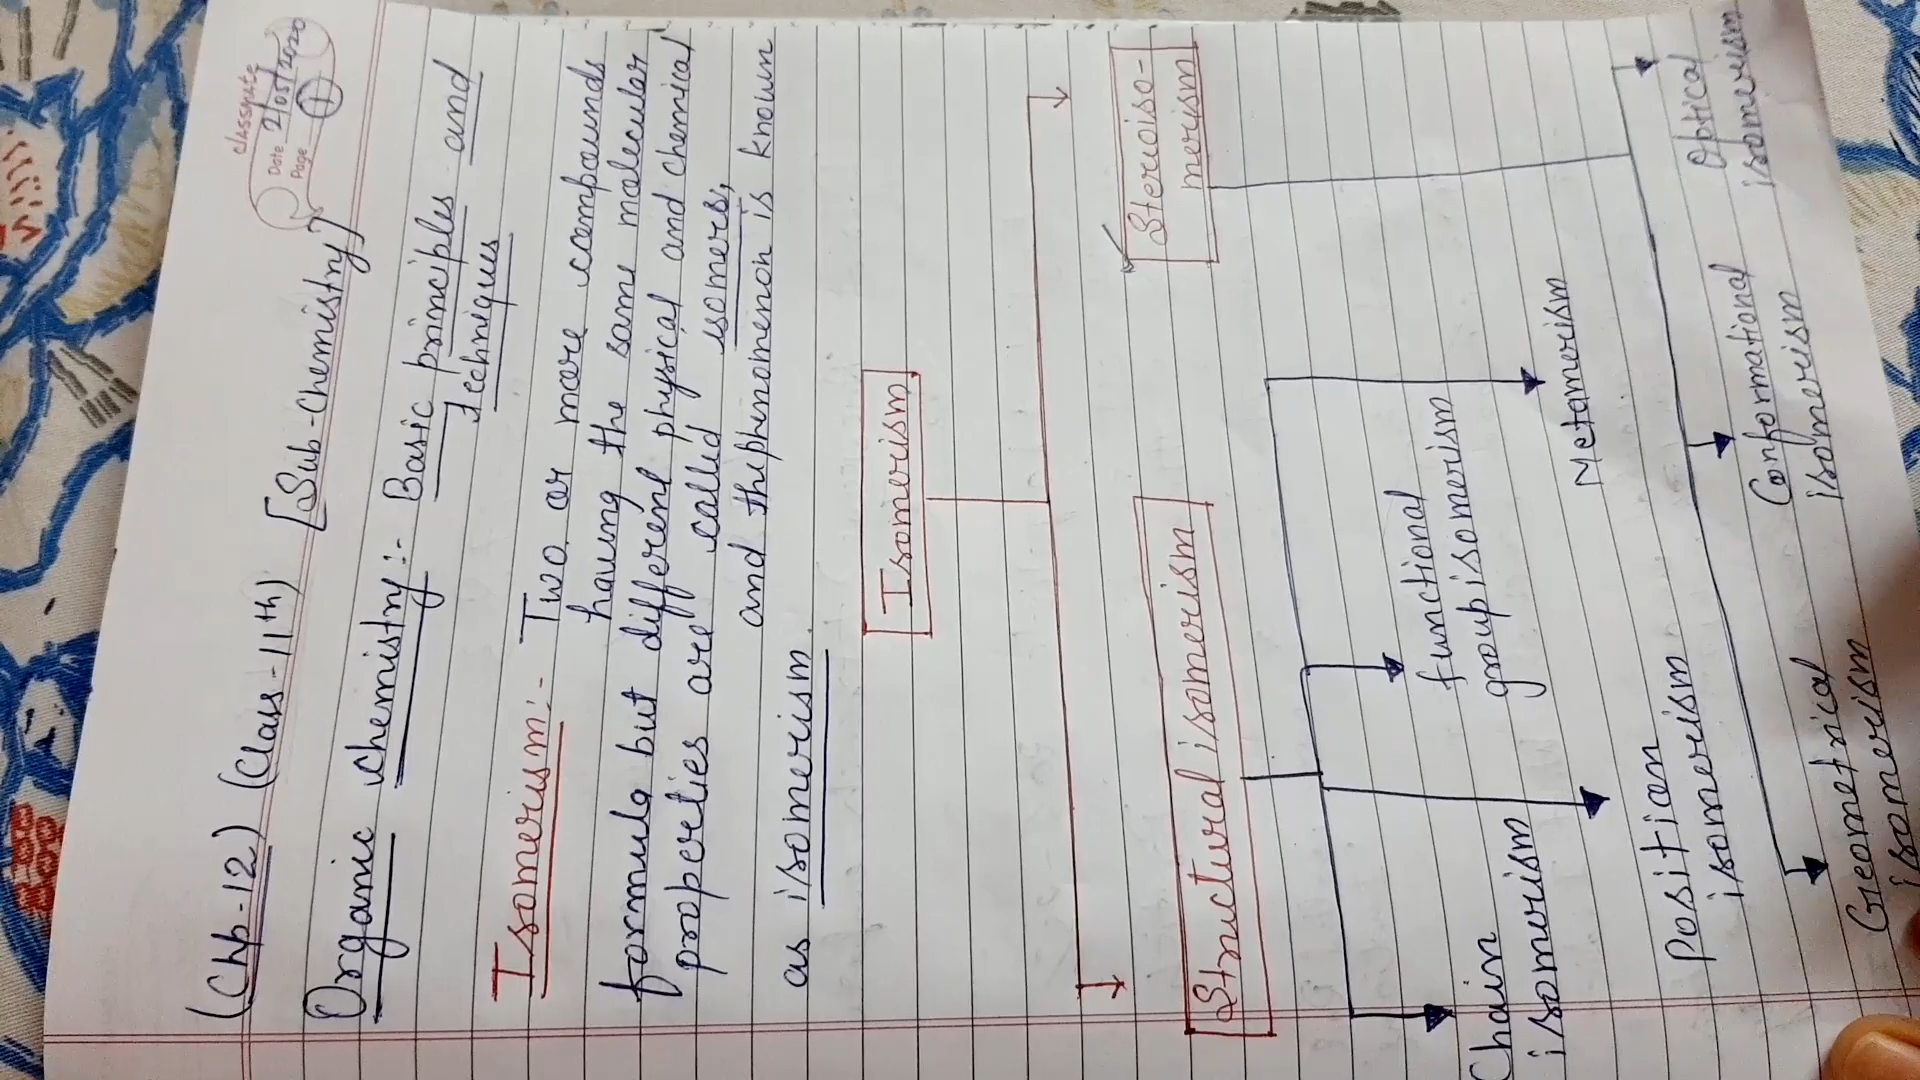 classmate
Date 21/05/2020
Page 1
(Chp-12) (Class-11th) [Sub-Chemistry]
Organic chemistry:- Basic principles and
techniques
Isomerism:- Two or more compounds
having the same molecular
formula but different physical and chemical
properties are called isomers,
and the phenomenon is known
as isomerism.
Isomerism
Structural isomerism
Sterioiso-
merism
Chain
isomerism
Position
isomerism
functional
group isomerism
Metamerism
Geometrical
isomerism
Conformational
isomerism
Optical
isomerism